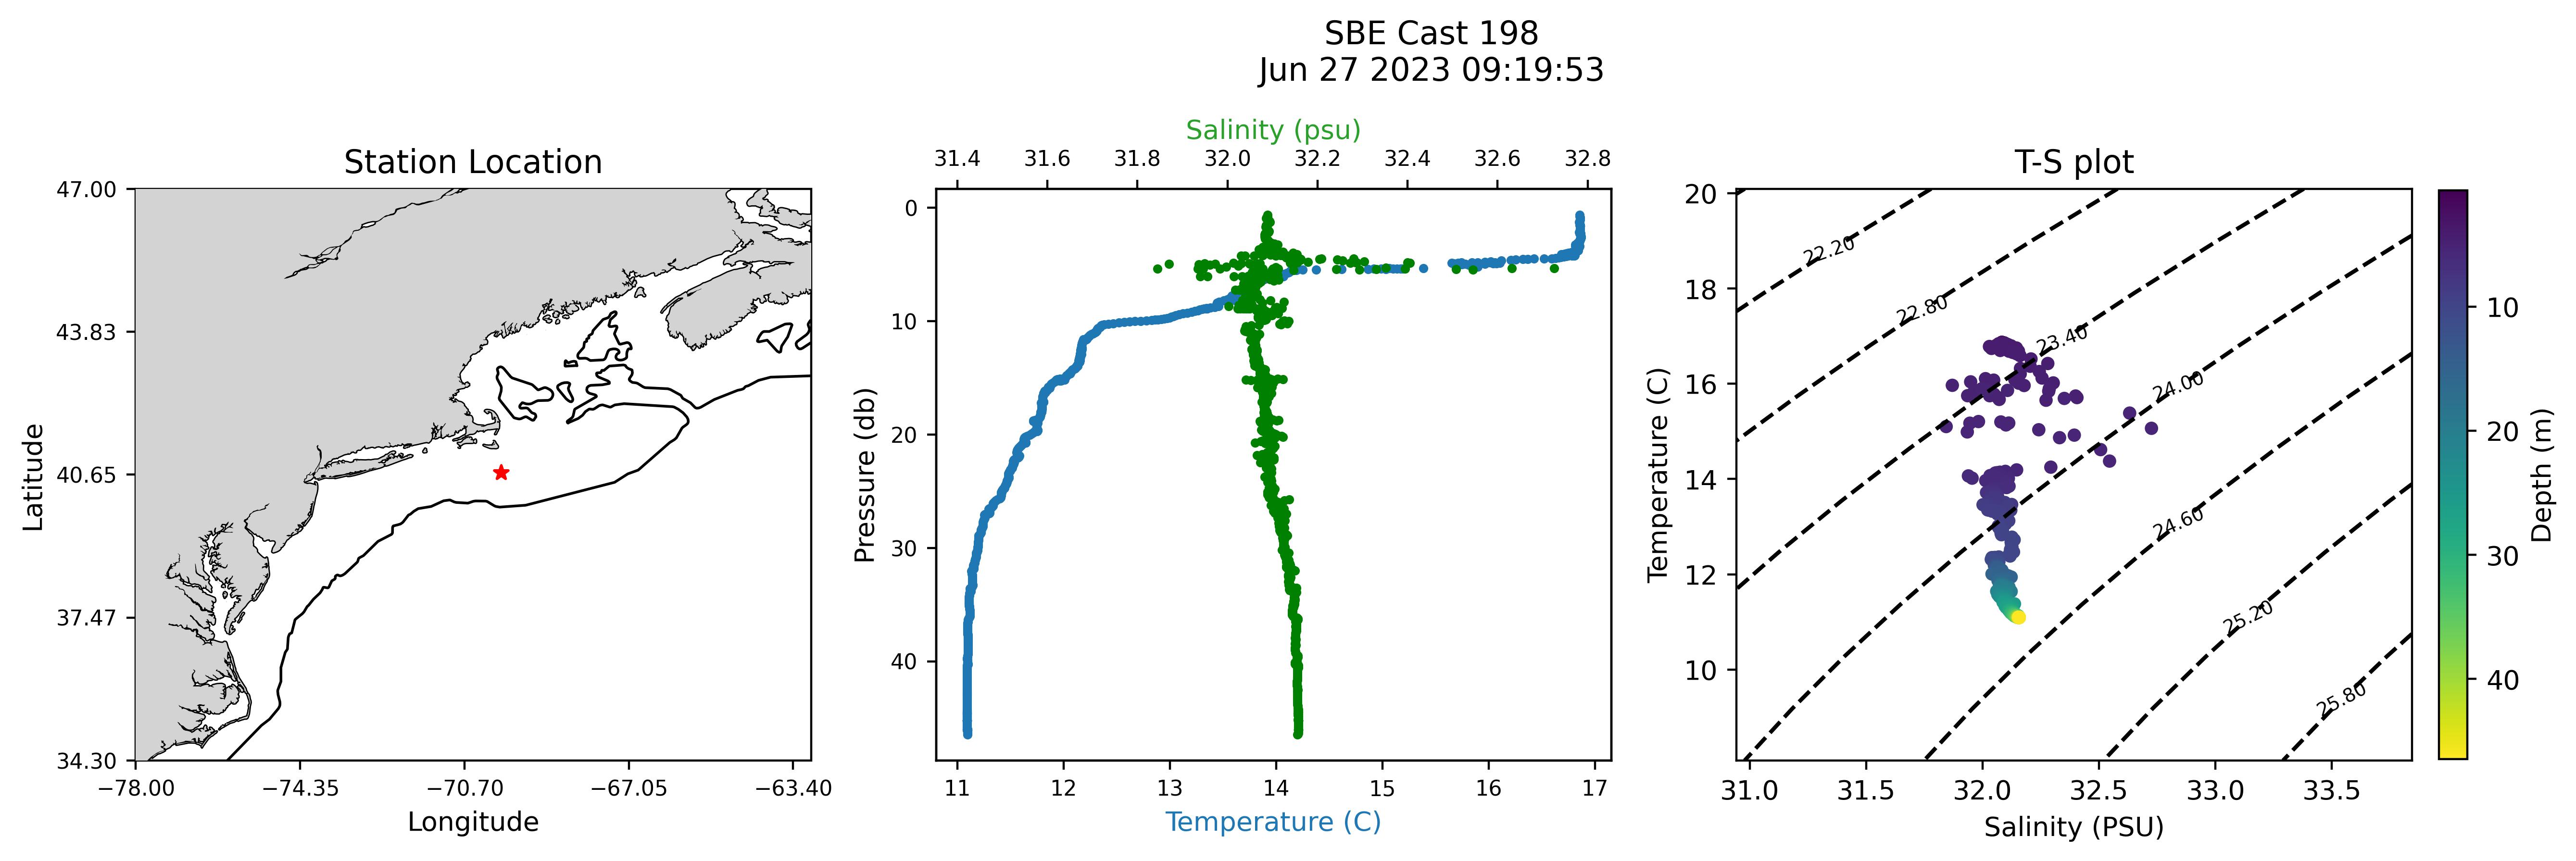 SBE Cast 198
Jun 27 2023 09:19:53
Station Location
47.00
43.83
40.65
37.47
34.30
−78.00 −74.35 −70.70 −67.05 −63.40
Latitude
Longitude
Salinity (psu)
31.4 31.6 31.8 32.0 32.2 32.4 32.6 32.8
0
10
20
30
40
Pressure (db)
11 12 13 14 15 16 17
Temperature (C)
T-S plot
20
18
16
14
12
10
Temperature (C)
22.20
22.80
23.40
24.00
24.60
25.20
25.80
31.0 31.5 32.0 32.5 33.0 33.5
Salinity (PSU)
10
20
30
40
Depth (m)